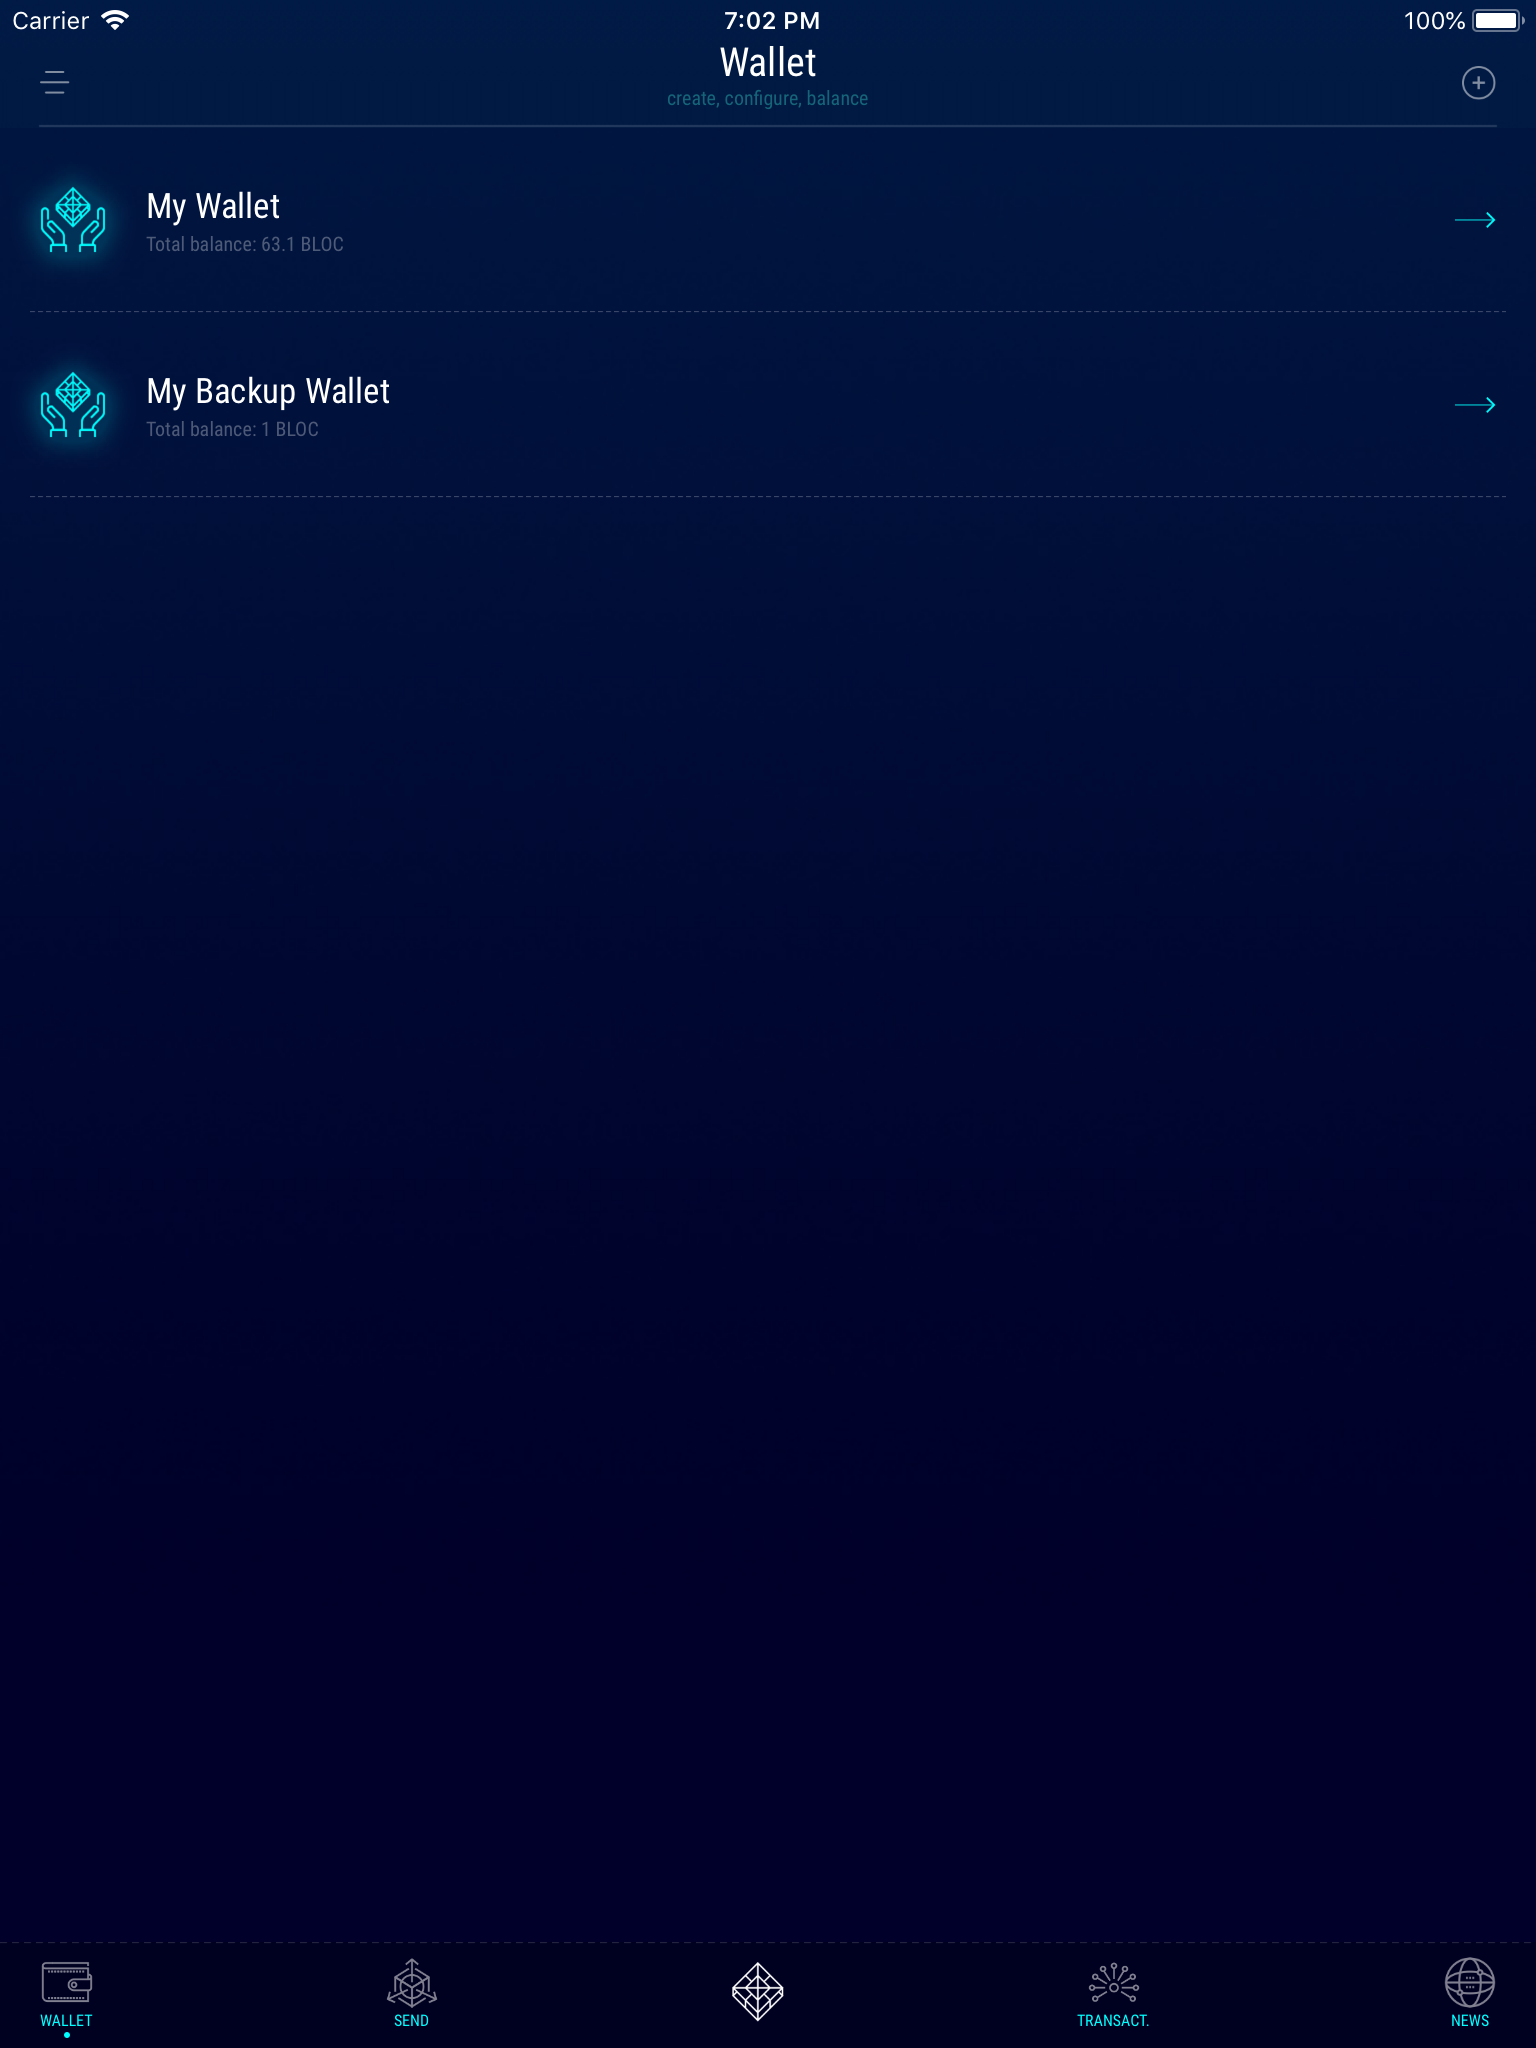 Carrier 7:02 PM 100%
Wallet
create, configure, balance
My Wallet
Total balance: 63.1 BLOC
My Backup Wallet
Total balance: 1 BLOC
WALLET SEND TRANSACT. NEWS